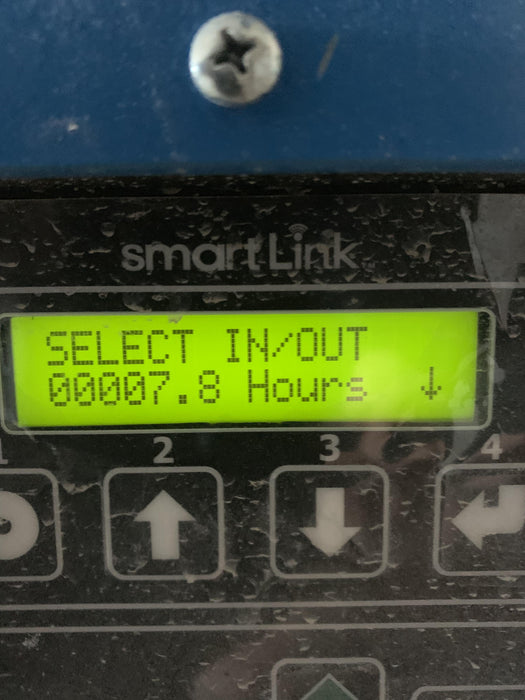 smartLink
SELECT IN/OUT
00007.8 Hours ↓
1 2 3 4